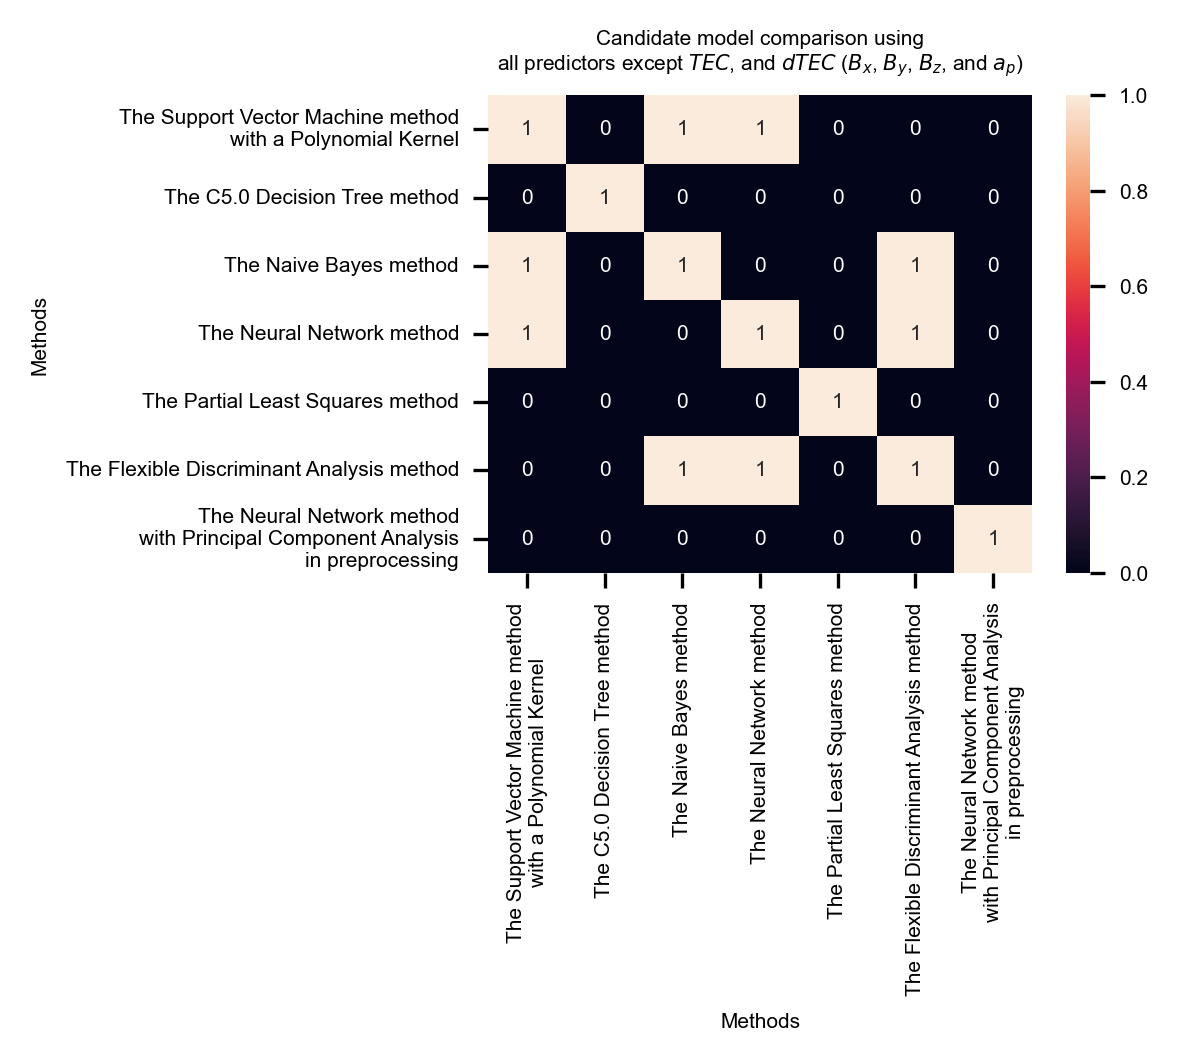 Candidate model comparison using
all predictors except TEC, and dTEC (Bx, By, Bz, and ap)
Methods
The Support Vector Machine method
with a Polynomial Kernel
1 0 1 1 0 0 0
The C5.0 Decision Tree method
0 1 0 0 0 0 0
The Naive Bayes method
1 0 1 0 0 1 0
The Neural Network method
1 0 0 1 0 1 0
The Partial Least Squares method
0 0 0 0 1 0 0
The Flexible Discriminant Analysis method
0 0 1 1 0 1 0
The Neural Network method
with Principal Component Analysis
in preprocessing
0 0 0 0 0 0 1
1.0
0.8
0.6
0.4
0.2
0.0
The Support Vector Machine method
with a Polynomial Kernel
The C5.0 Decision Tree method
The Naive Bayes method
The Neural Network method
The Partial Least Squares method
The Flexible Discriminant Analysis method
The Neural Network method
with Principal Component Analysis
in preprocessing
Methods